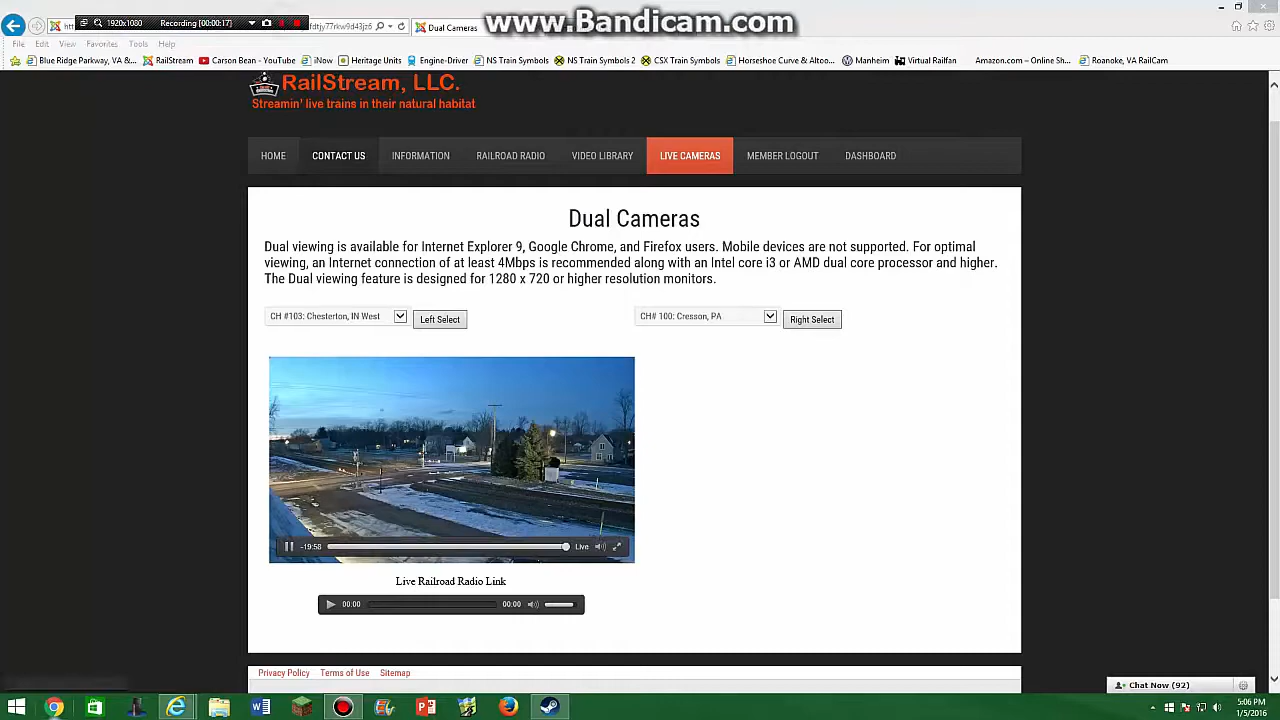 www.Bandicam.com
1920x1080 Recording [00:00:17]
fdtjy77rkw9d43jz6
Dual Cameras
File Edit View Favorites Tools Help
Blue Ridge Parkway, VA &... RailStream Carson Bean - YouTube iNow Heritage Units Engine-Driver NS Train Symbols NS Train Symbols 2 CSX Train Symbols Horseshoe Curve & Altoo... Manheim Virtual Railfan Amazon.com - Online Sh... Roanoke, VA RailCam
RailStream, LLC.
Streamin' live trains in their natural habitat
HOME CONTACT US INFORMATION RAILROAD RADIO VIDEO LIBRARY LIVE CAMERAS MEMBER LOGOUT DASHBOARD
Dual Cameras
Dual viewing is available for Internet Explorer 9, Google Chrome, and Firefox users. Mobile devices are not supported. For optimal
viewing, an Internet connection of at least 4Mbps is recommended along with an Intel core i3 or AMD dual core processor and higher.
The Dual viewing feature is designed for 1280 x 720 or higher resolution monitors.
CH #103: Chesterton, IN West Left Select CH# 100: Cresson, PA Right Select
-19:58 Live
Live Railroad Radio Link
00:00 00:00
Privacy Policy Terms of Use Sitemap
Chat Now (92)
5:06 PM
1/5/2016